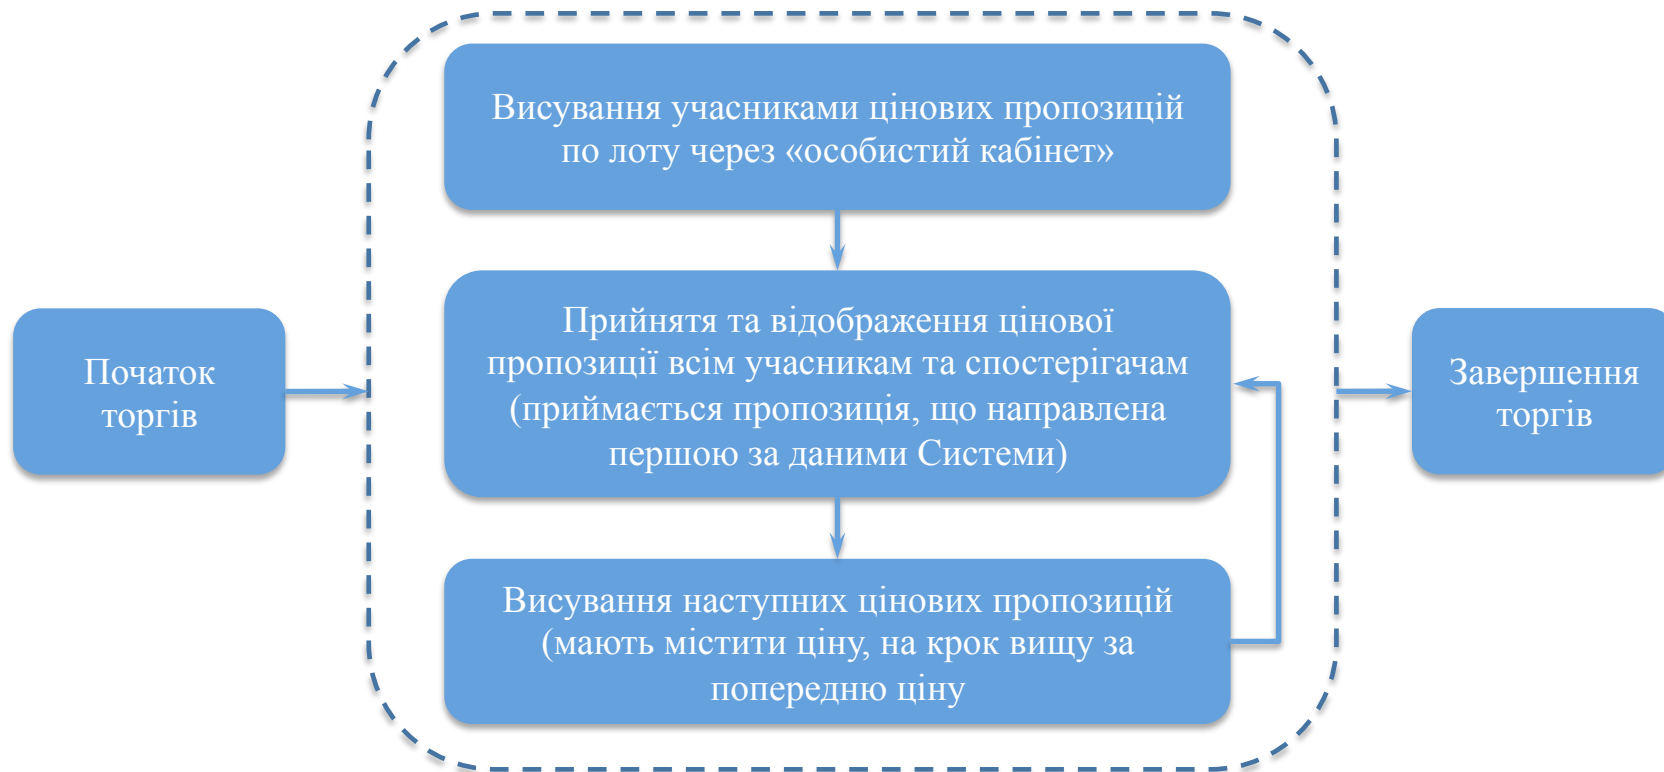 Початок
торгів
Висування учасниками цінових пропозицій
по лоту через «особистий кабінет»
Прийнятя та відображення цінової
пропозиції всім учасникам та спостерігачам
(приймається пропозиція, що направлена
першою за даними Системи)
Висування наступних цінових пропозицій
(мають містити ціну, на крок вищу за
попередню ціну
Завершення
торгів